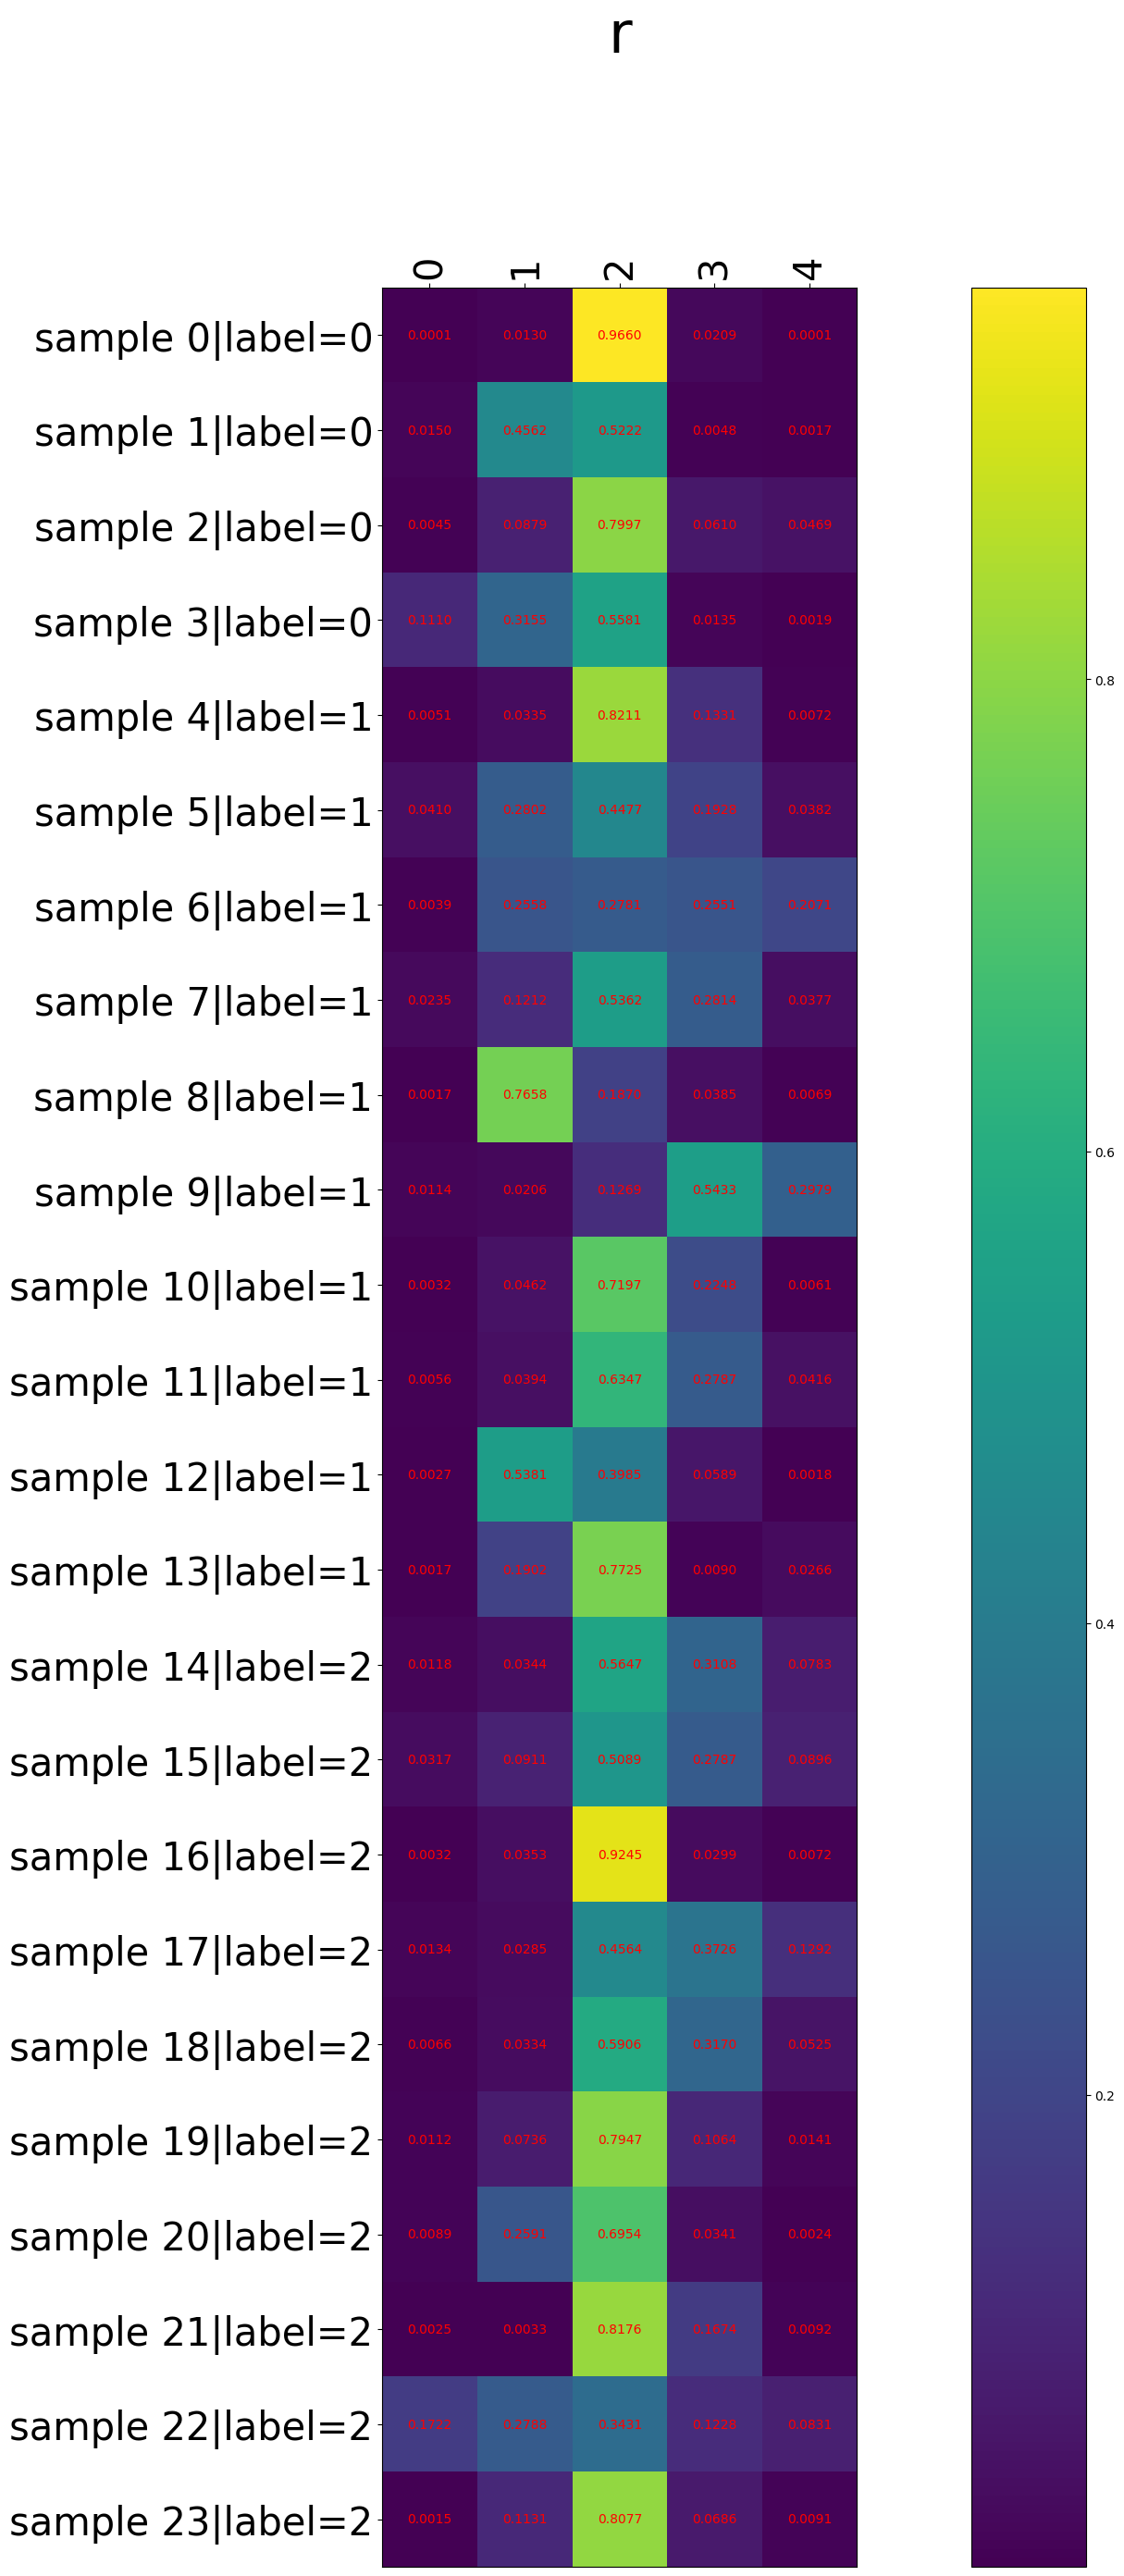 r
0 1 2 3 4
sample 0|label=0 0.0001 0.0130 0.9660 0.0209 0.0001
sample 1|label=0 0.0150 0.4562 0.5222 0.0048 0.0017
sample 2|label=0 0.0045 0.0879 0.7997 0.0610 0.0469
sample 3|label=0 0.1110 0.3155 0.5581 0.0135 0.0019
0.8
sample 4|label=1 0.0051 0.0335 0.8211 0.1331 0.0072
sample 5|label=1 0.0410 0.2802 0.4477 0.1928 0.0382
sample 6|label=1 0.0039 0.2558 0.2781 0.2551 0.2071
sample 7|label=1 0.0235 0.1212 0.5362 0.2814 0.0377
sample 8|label=1 0.0017 0.7658 0.1870 0.0385 0.0069
0.6
sample 9|label=1 0.0114 0.0206 0.1269 0.5433 0.2979
sample 10|label=1 0.0032 0.0462 0.7197 0.2248 0.0061
sample 11|label=1 0.0056 0.0394 0.6347 0.2787 0.0416
sample 12|label=1 0.0027 0.5381 0.3985 0.0589 0.0018
sample 13|label=1 0.0017 0.1902 0.7725 0.0090 0.0266
0.4
sample 14|label=2 0.0118 0.0344 0.5647 0.3108 0.0783
sample 15|label=2 0.0317 0.0911 0.5089 0.2787 0.0896
sample 16|label=2 0.0032 0.0353 0.9245 0.0299 0.0072
sample 17|label=2 0.0134 0.0285 0.4564 0.3726 0.1292
sample 18|label=2 0.0066 0.0334 0.5906 0.3170 0.0525
0.2
sample 19|label=2 0.0112 0.0736 0.7947 0.1064 0.0141
sample 20|label=2 0.0089 0.2591 0.6954 0.0341 0.0024
sample 21|label=2 0.0025 0.0033 0.8176 0.1674 0.0092
sample 22|label=2 0.1722 0.2788 0.3431 0.1228 0.0831
sample 23|label=2 0.0015 0.1131 0.8077 0.0686 0.0091